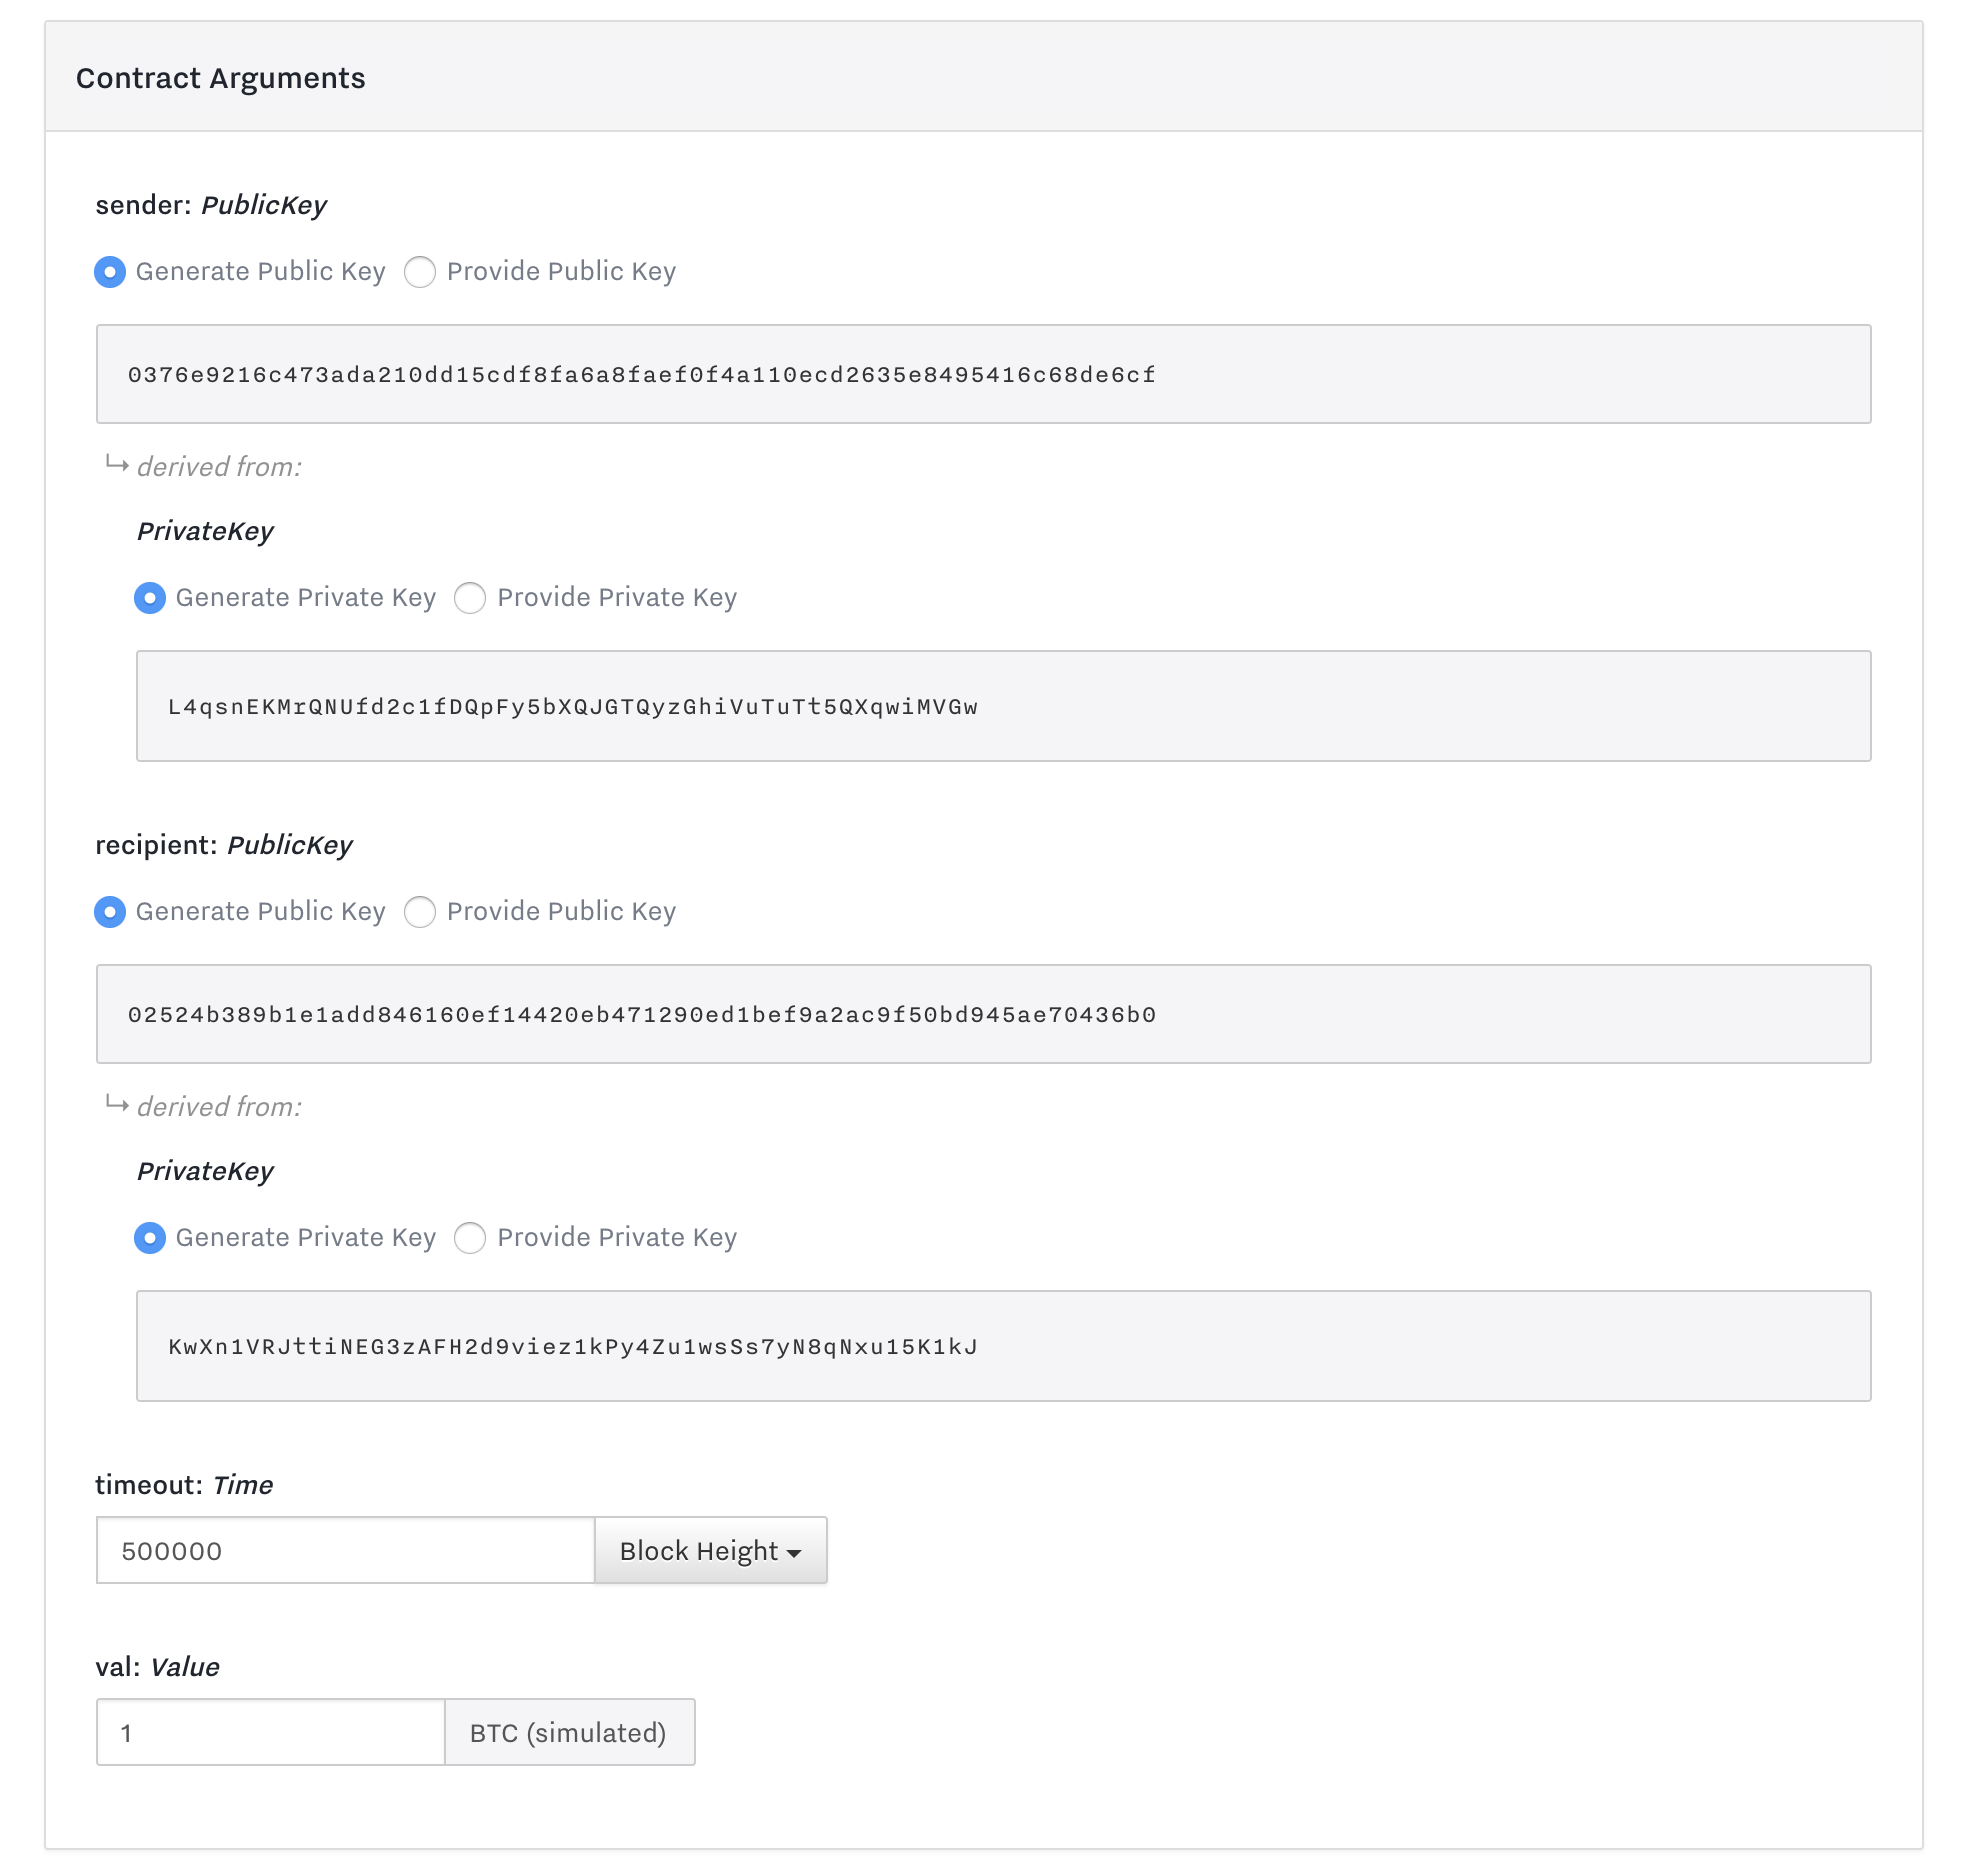 Contract Arguments
sender: PublicKey
Generate Public Key Provide Public Key
0376e9216c473ada210dd15cdf8fa6a8faef0f4a110ecd2635e8495416c68de6cf
derived from:
PrivateKey
Generate Private Key Provide Private Key
L4qsnEKMrQNUfd2c1fDQpFy5bXQJGTQyzGhiVuTuTt5QXqwiMVGw
recipient: PublicKey
Generate Public Key Provide Public Key
02524b389b1e1add846160ef14420eb471290ed1bef9a2ac9f50bd945ae70436b0
derived from:
PrivateKey
Generate Private Key Provide Private Key
KwXn1VRJttiNEG3zAFH2d9viez1kPy4Zu1wsSs7yN8qNxu15K1kJ
timeout: Time
500000 Block Height
val: Value
1 BTC (simulated)